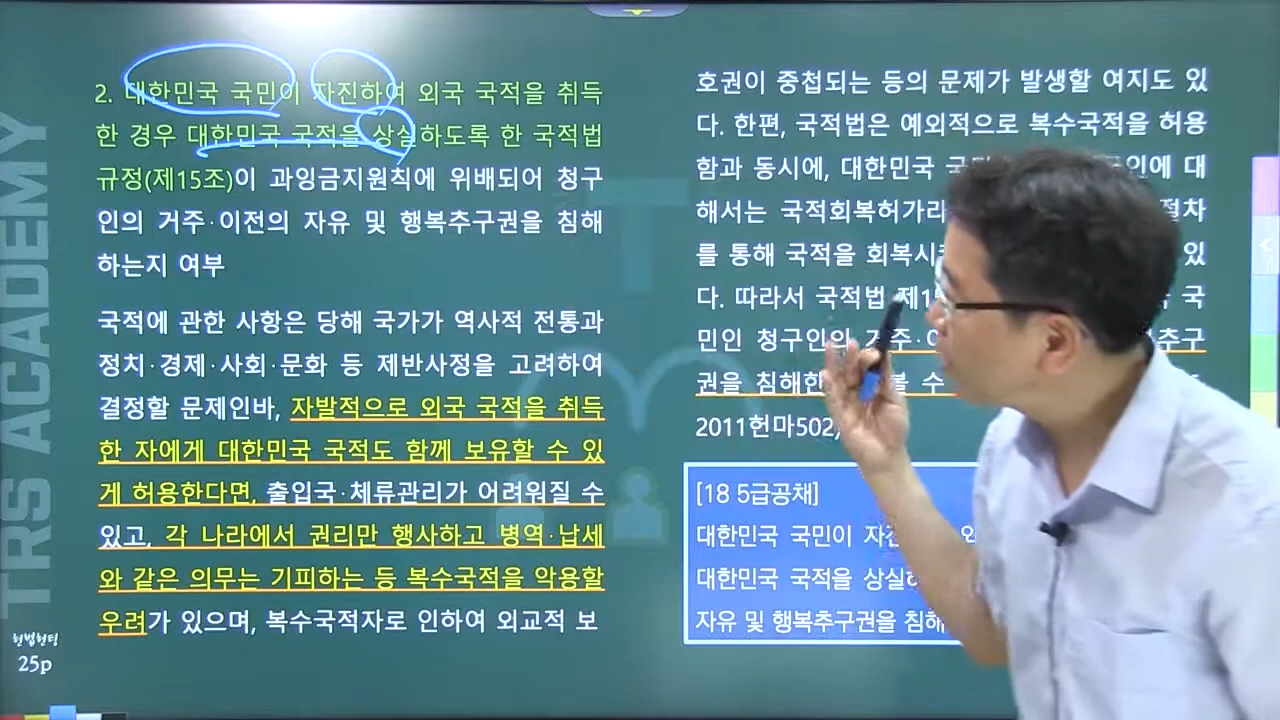 2. 대한민국 국민이 자진하여 외국 국적을 취득
한 경우 대한민국 국적을 상실하도록 한 국적법
규정(제15조)이 과잉금지원칙에 위배되어 청구
인의 거주·이전의 자유 및 행복추구권을 침해
하는지 여부
국적에 관한 사항은 당해 국가가 역사적 전통과
정치·경제·사회·문화 등 제반사정을 고려하여
결정할 문제인바, 자발적으로 외국 국적을 취득
한 자에게 대한민국 국적도 함께 보유할 수 있
게 허용한다면, 출입국·체류관리가 어려워질 수
있고, 각 나라에서 권리만 행사하고 병역·납세
와 같은 의무는 기피하는 등 복수국적을 악용할
우려가 있으며, 복수국적자로 인하여 외교적 보
호권이 중첩되는 등의 문제가 발생할 여지도 있
다. 한편, 국적법은 예외적으로 복수국적을 허용
함과 동시에, 대한민국 대
해서는 국적회복허가라 절차
를 통해 국적을 있
다. 따라서 국적법 국
민인 청구인의 거주·이
권을 침해한 수
2011헌마502,
[18 5급공채]
대한민국 국민이
대한민국 국적을
자유 및 행복추구권을
TRS ACADEMY
헌법헌터
25p